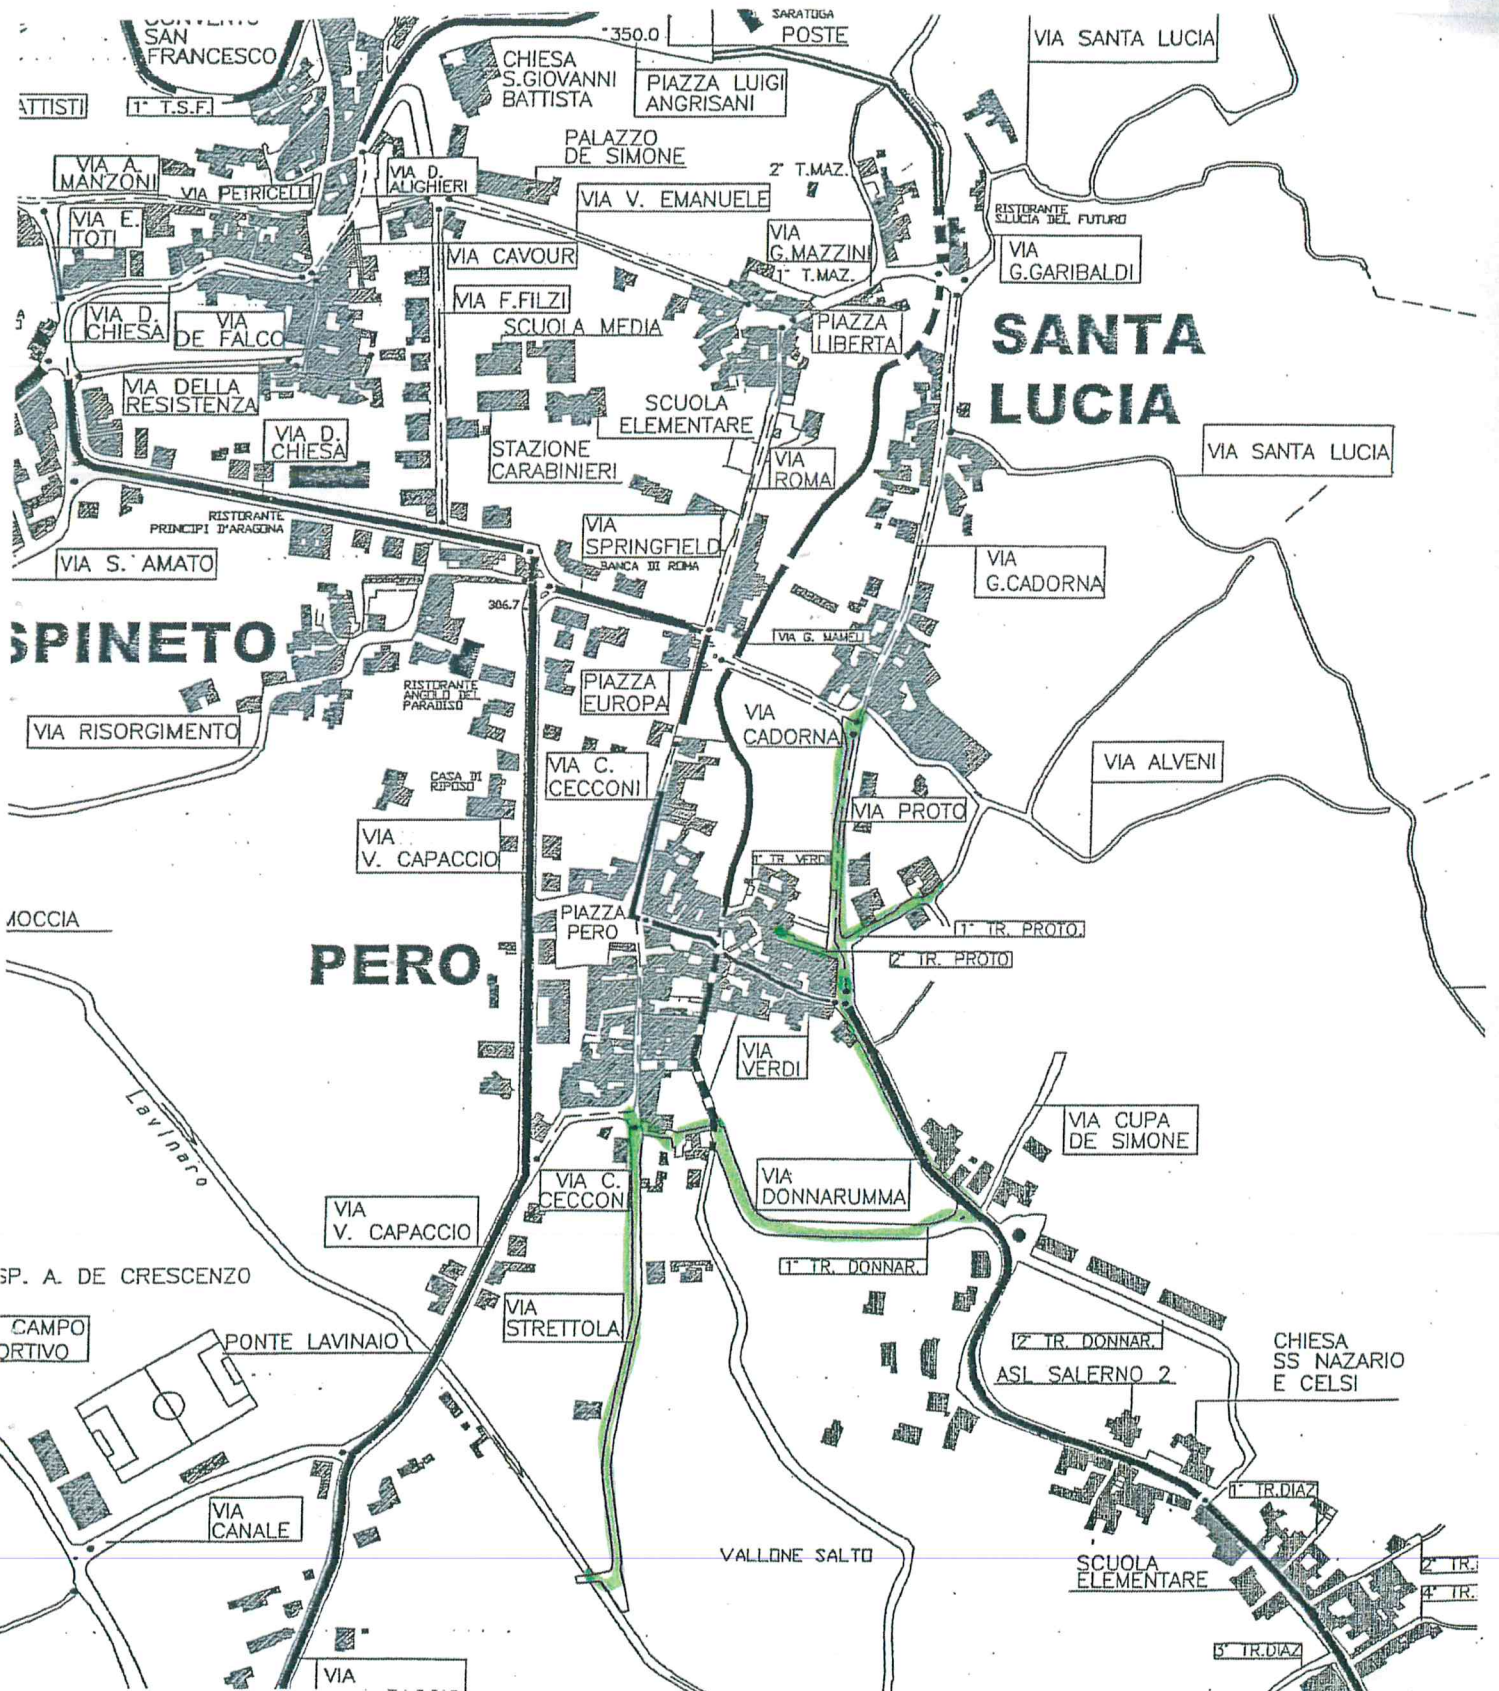 SARATOGA
POSTE
SAN
FRANCESCO
350.0
CHIESA
S.GIOVANNI
BATTISTA
PIAZZA LUIGI
ANGRISANI
VIA SANTA LUCIA
ATTISTI
1° T.S.F.
PALAZZO
DE SIMONE
VIA A.
MANZONI
VIA PETRICELLI
VIA D.
ALIGHIERI
2° T.MAZ.
VIA V. EMANUELE
RISTORANTE
S.LUCIA DEL FUTURO
VIA E.
TOTI
VIA CAVOUR
VIA
G.MAZZINI
1° T.MAZ.
VIA
G.GARIBALDI
VIA D.
CHIESA
VIA
DE FALCO
VIA F.FILZI
SCUOLA MEDIA
PIAZZA
LIBERTA
SANTA
LUCIA
VIA DELLA
RESISTENZA
SCUOLA
ELEMENTARE
VIA D.
CHIESA
STAZIONE
CARABINIERI
VIA
ROMA
VIA SANTA LUCIA
RISTORANTE
PRINCIPI D'ARAGONA
VIA
SPRINGFIELD
BANCA DI ROMA
VIA S. AMATO
VIA
G.CADORNA
306.7
SPINETO
VIA G. MAMELI
RISTORANTE
ANGOLO DEL
PARADISO
PIAZZA
EUROPA
VIA
CADORNA
VIA RISORGIMENTO
CASA DI
RIPOSO
VIA C.
CECCONI
VIA ALVENI
VIA PROTO
VIA
V. CAPACCIO
1° TR. VERDI
MOCCIA
PIAZZA
PERO
1° TR. PROTO.
PERO
2° TR. PROTO
VIA
VERDI
Lavinaro
VIA CUPA
DE SIMONE
VIA C.
CECCONI
VIA
DONNARUMMA
VIA
V. CAPACCIO
1° TR. DONNAR.
SP. A. DE CRESCENZO
VIA
STRETTOLA
CAMPO
ORTIVO
PONTE LAVINAIO
2° TR. DONNAR.
CHIESA
SS NAZARIO
E CELSI
ASL SALERNO 2
1° TR.DIAZ
VIA
CANALE
VALLONE SALTO
SCUOLA
ELEMENTARE
2° TR.
4° TR.
3° TR.DIAZ
VIA